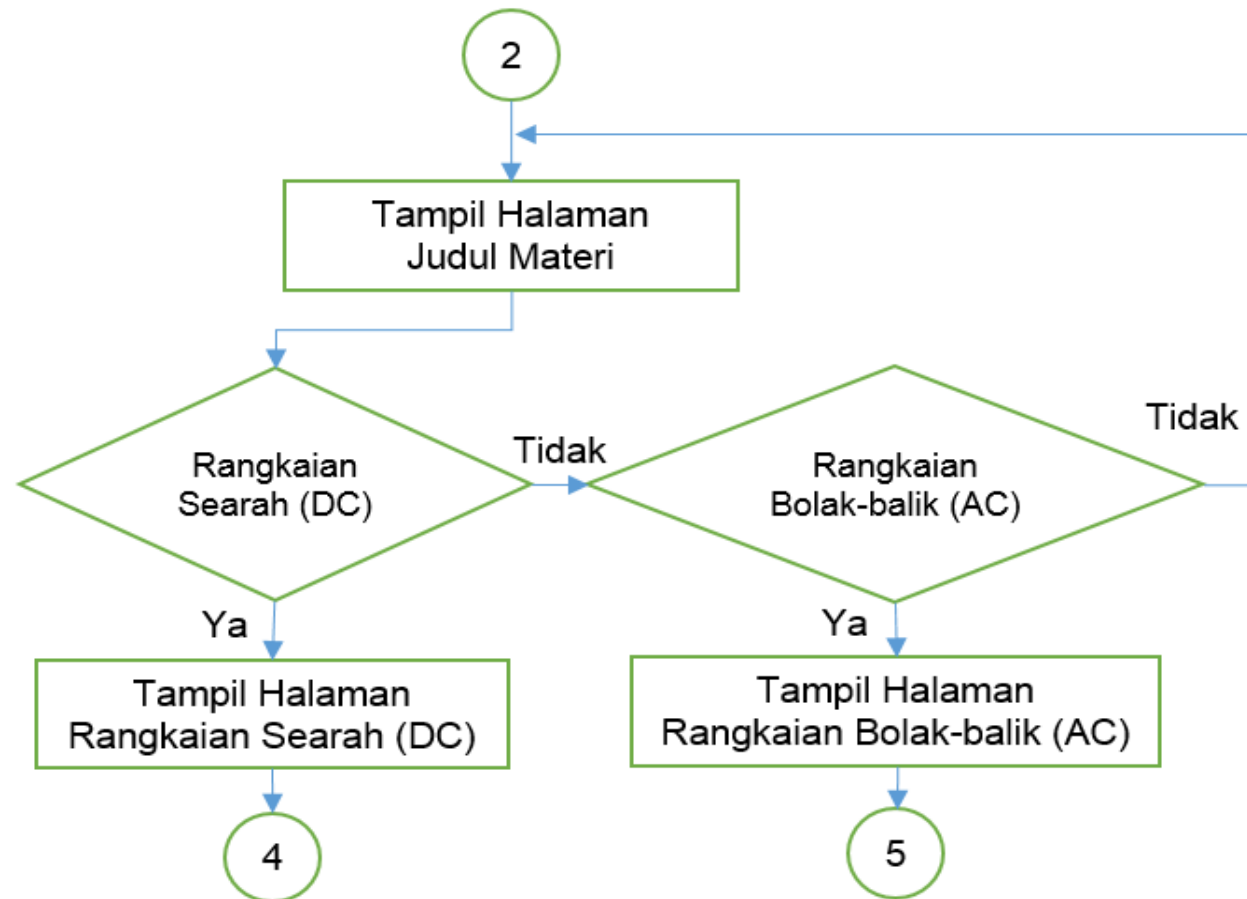 2
Tampil Halaman
Judul Materi
Rangkaian
Searah (DC)
Tidak
Rangkaian
Bolak-balik (AC)
Tidak
Ya
Tampil Halaman
Rangkaian Searah (DC)
Ya
Tampil Halaman
Rangkaian Bolak-balik (AC)
4
5